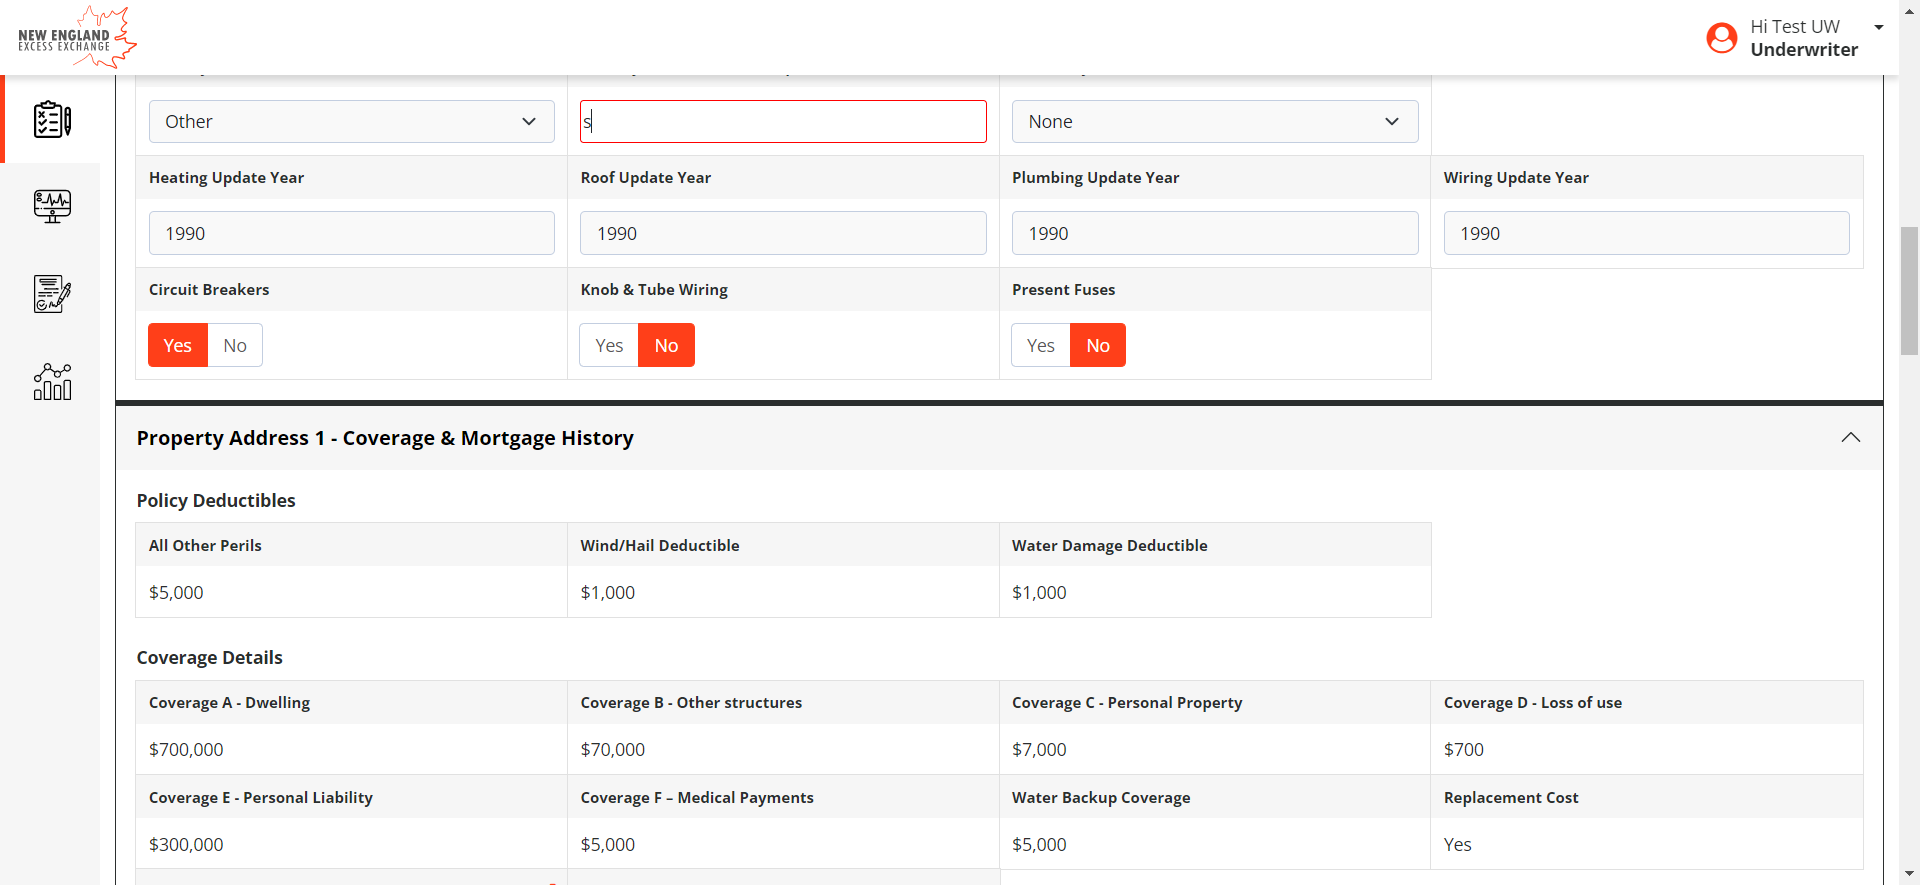 NEW ENGLAND
EXCESS EXCHANGE
Hi Test UW
Underwriter
Other
s
None
Heating Update Year
Roof Update Year
Plumbing Update Year
Wiring Update Year
1990
1990
1990
1990
Circuit Breakers
Knob & Tube Wiring
Present Fuses
Yes
No
Yes
No
Yes
No
Property Address 1 - Coverage & Mortgage History
Policy Deductibles
All Other Perils
Wind/Hail Deductible
Water Damage Deductible
$5,000
$1,000
$1,000
Coverage Details
Coverage A - Dwelling
Coverage B - Other structures
Coverage C - Personal Property
Coverage D - Loss of use
$700,000
$70,000
$7,000
$700
Coverage E - Personal Liability
Coverage F – Medical Payments
Water Backup Coverage
Replacement Cost
$300,000
$5,000
$5,000
Yes